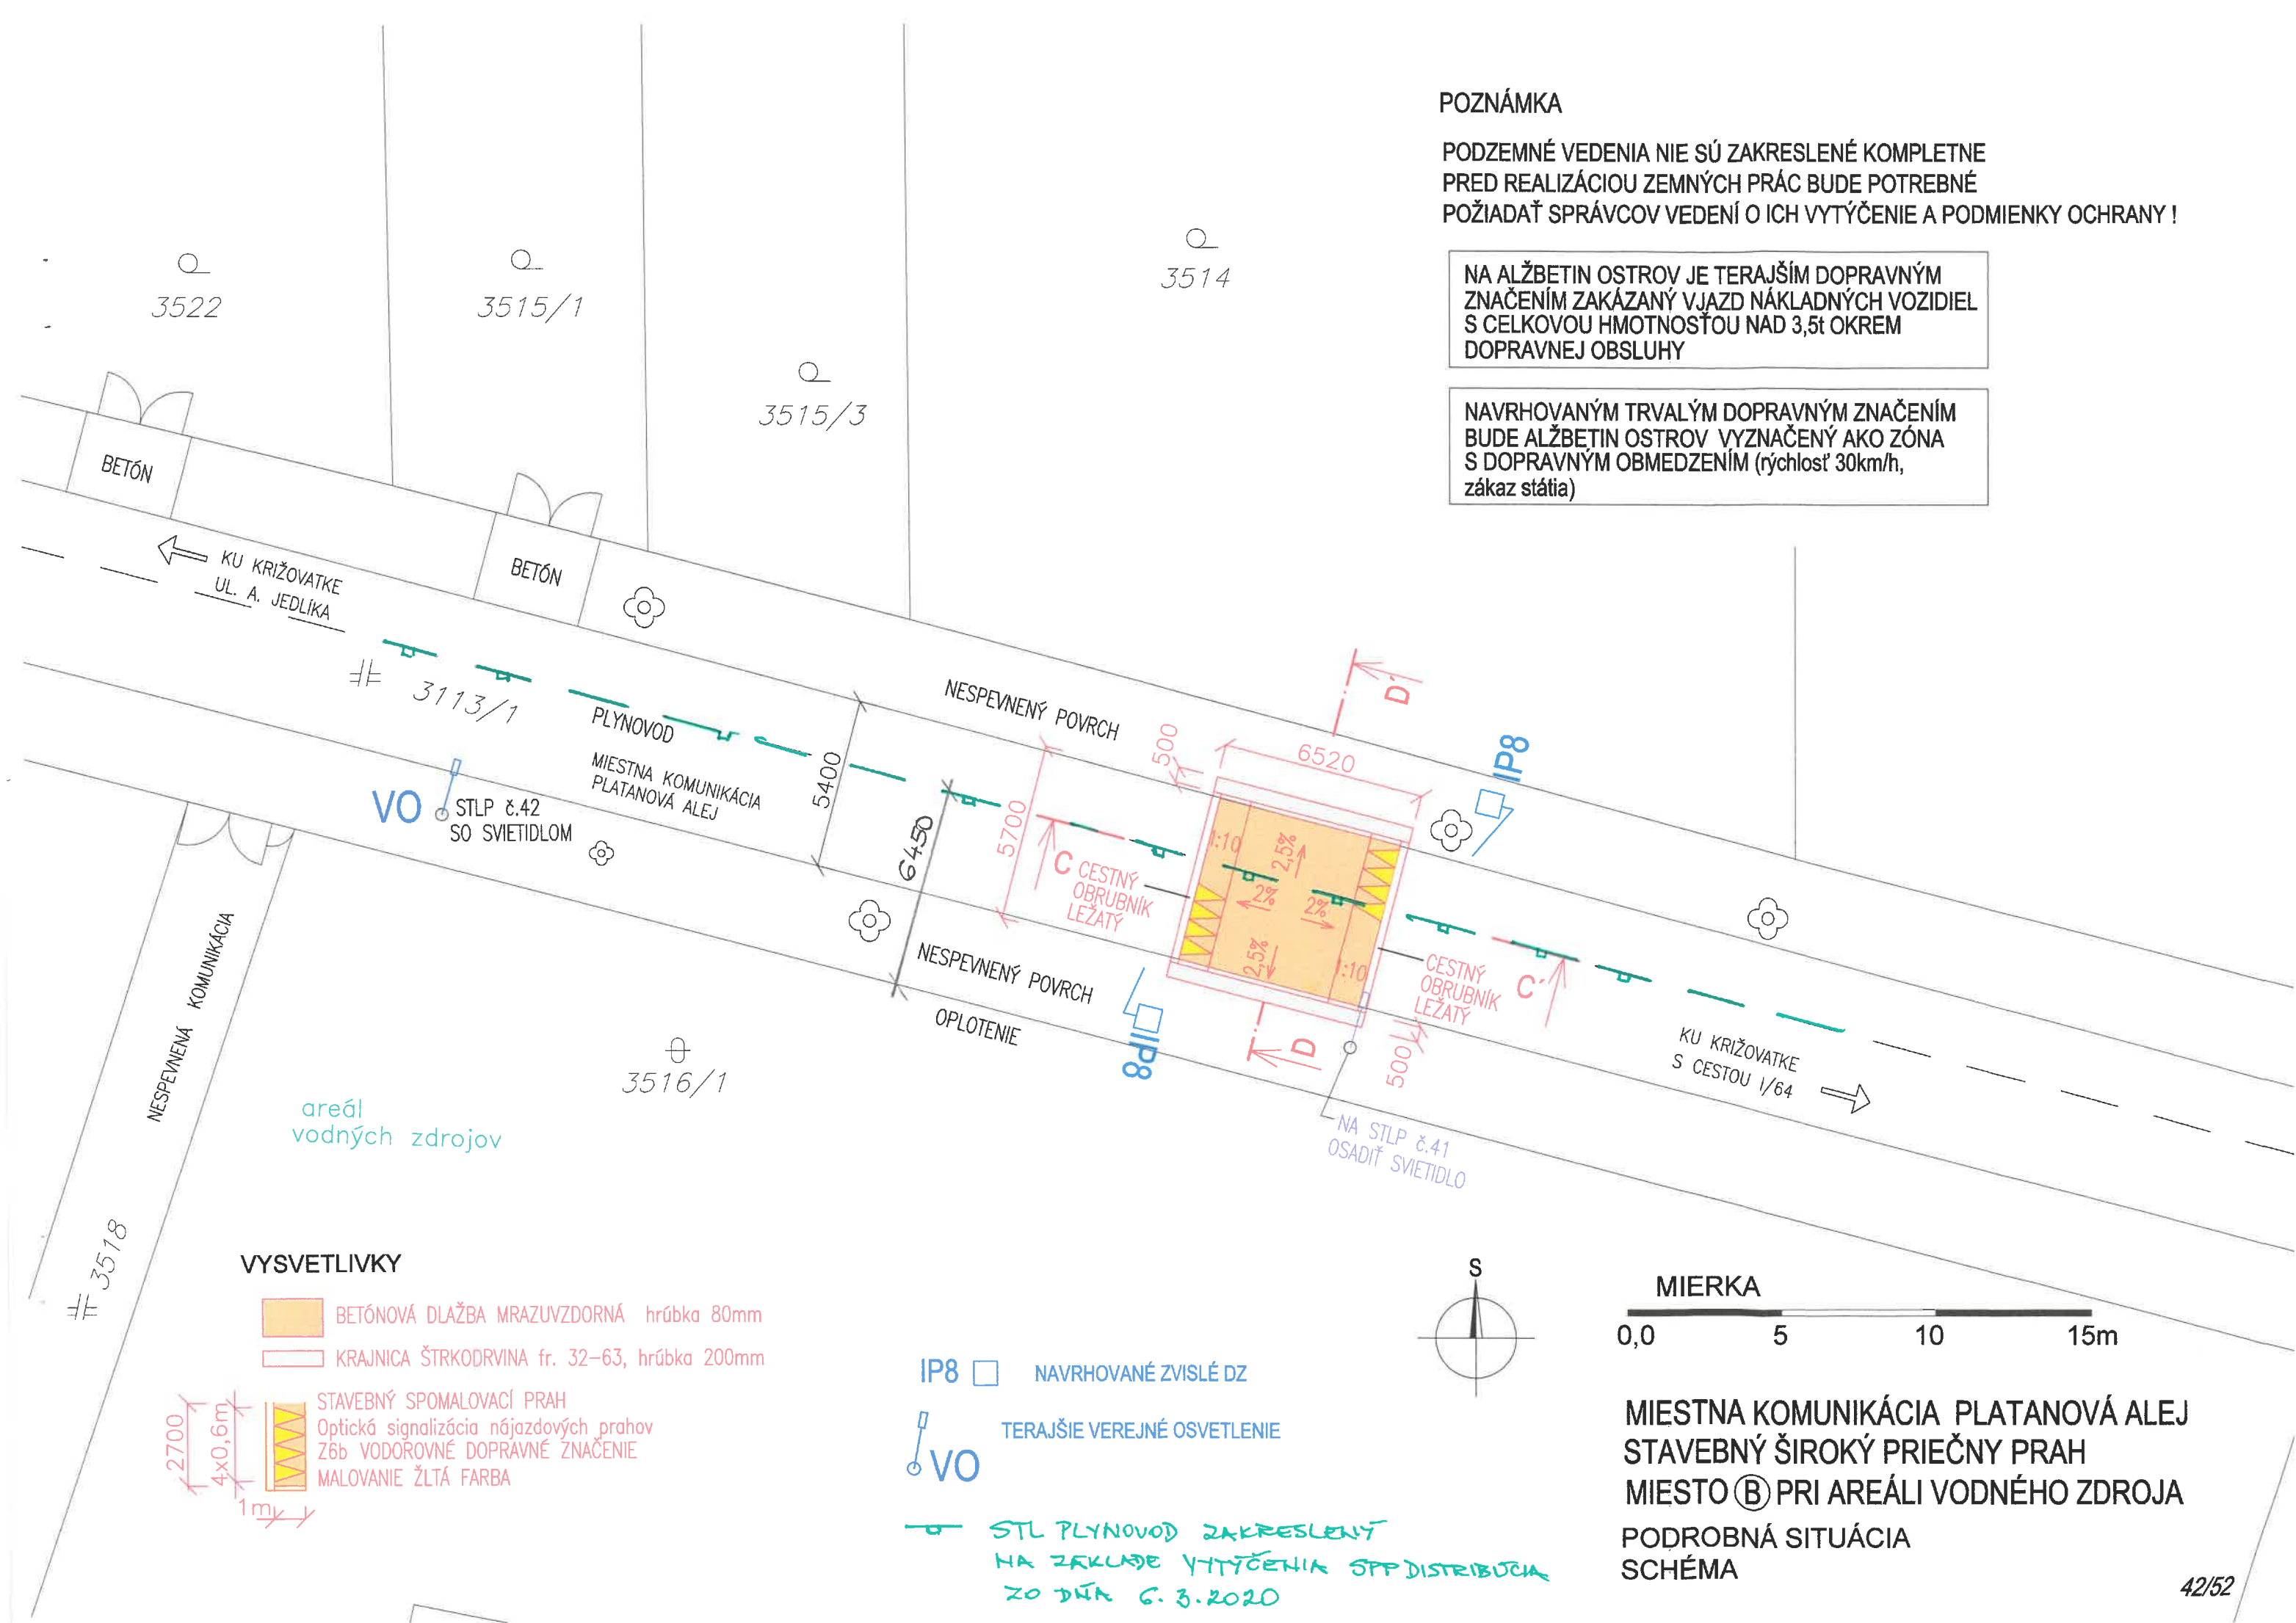 POZNÁMKA
PODZEMNÉ VEDENIA NIE SÚ ZAKRESLENÉ KOMPLETNE
PRED REALIZÁCIOU ZEMNÝCH PRÁC BUDE POTREBNÉ
POŽIADAŤ SPRÁVCOV VEDENÍ O ICH VYTÝČENIE A PODMIENKY OCHRANY !
NA ALŽBETIN OSTROV JE TERAJŠÍM DOPRAVNÝM
ZNAČENÍM ZAKÁZANÝ VJAZD NÁKLADNÝCH VOZIDIEL
S CELKOVOU HMOTNOSŤOU NAD 3,5t OKREM
DOPRAVNEJ OBSLUHY
NAVRHOVANÝM TRVALÝM DOPRAVNÝM ZNAČENÍM
BUDE ALŽBETIN OSTROV VYZNAČENÝ AKO ZÓNA
S DOPRAVNÝM OBMEDZENÍM (rýchlosť 30km/h,
zákaz státia)
3522
3515/1
3515/3
3514
BETÓN
BETÓN
KU KRIŽOVATKE
UL. A. JEDLÍKA
3113/1
PLYNOVOD
MIESTNA KOMUNIKÁCIA
PLATANOVÁ ALEJ
5400
6450
NESPEVNENÝ POVRCH
VO
STLP č.42
SO SVIETIDLOM
5700
500
6520
D´
IP8
C
CESTNÝ
OBRUBNÍK
LEŽATÝ
1:10
2,5%
2%
2%
2,5%
1:10
CESTNÝ
OBRUBNÍK
LEŽATÝ
C´
NESPEVNENÝ POVRCH
OPLOTENIE
IP8
D
500
NA STLP č.41
OSADIŤ SVIETIDLO
KU KRIŽOVATKE
S CESTOU I/64
NESPEVNENÁ KOMUNIKÁCIA
3516/1
areál
vodných zdrojov
3518
VYSVETLIVKY
BETÓNOVÁ DLAŽBA MRAZUVZDORNÁ hrúbka 80mm
KRAJNICA ŠTRKODRVINA fr. 32-63, hrúbka 200mm
STAVEBNÝ SPOMALOVACÍ PRAH
Optická signalizácia nájazdových prahov
Z6b VODOROVNÉ DOPRAVNÉ ZNAČENIE
MALOVANIE ŽLTÁ FARBA
2700
4x0,6m
1m
IP8
NAVRHOVANÉ ZVISLÉ DZ
TERAJŠIE VEREJNÉ OSVETLENIE
VO
STL PLYNOVOD ZAKRESLENÝ
NA ZÁKLADE VYTÝČENIA SPP DISTRIBÚCIA
ZO DŇA 6.3.2020
S
MIERKA
0,0 5 10 15m
MIESTNA KOMUNIKÁCIA PLATANOVÁ ALEJ
STAVEBNÝ ŠIROKÝ PRIEČNY PRAH
MIESTO B PRI AREÁLI VODNÉHO ZDROJA
PODROBNÁ SITUÁCIA
SCHÉMA
42/52